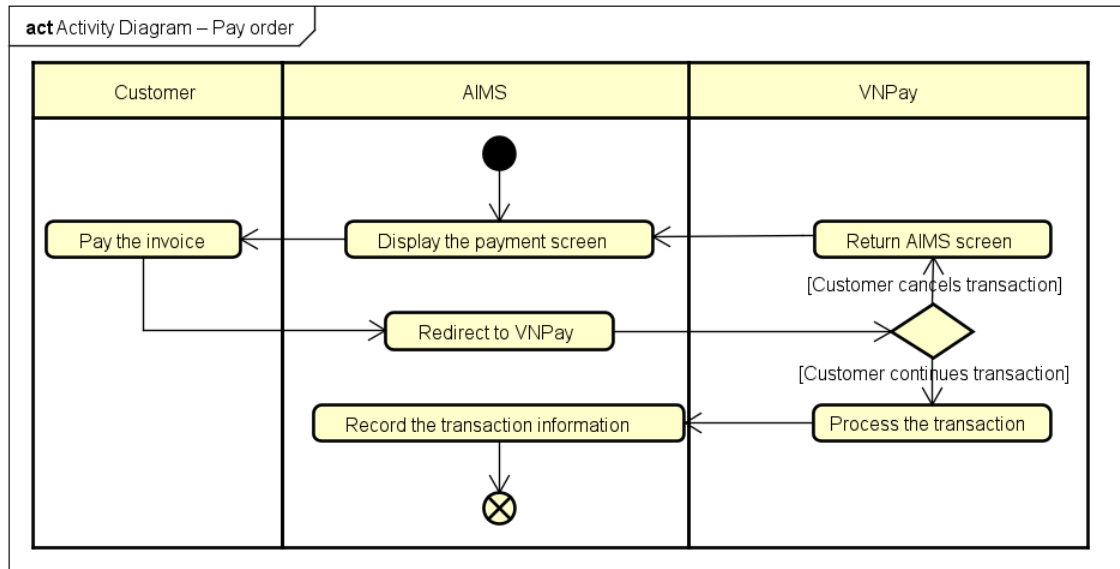 act Activity Diagram – Pay order
Customer
AIMS
VNPay
Pay the invoice
Display the payment screen
Return AIMS screen
[Customer cancels transaction]
Redirect to VNPay
[Customer continues transaction]
Record the transaction information
Process the transaction